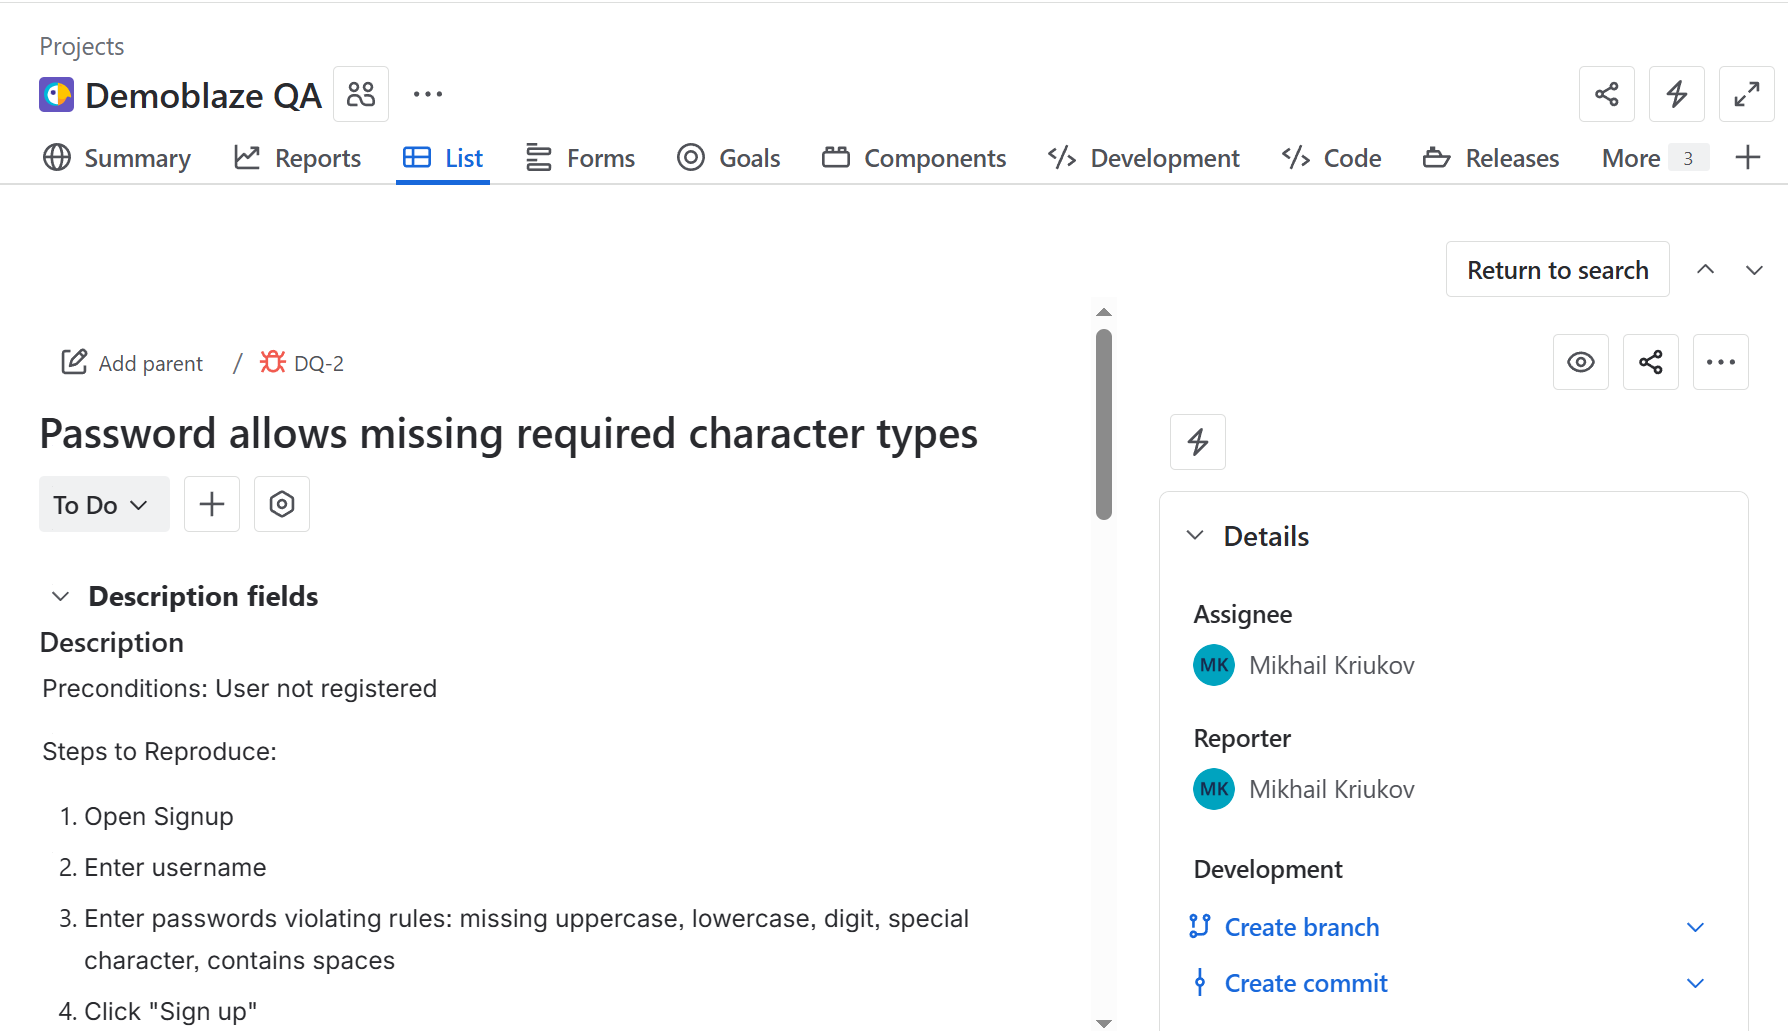 Projects
Demoblaze QA
Summary Reports List Forms Goals Components Development Code Releases More 3
Return to search
Add parent / DQ-2
Password allows missing required character types
To Do
Description fields
Description
Preconditions: User not registered
Steps to Reproduce:
1. Open Signup
2. Enter username
3. Enter passwords violating rules: missing uppercase, lowercase, digit, special
character, contains spaces
4. Click "Sign up"
Details
Assignee
MK Mikhail Kriukov
Reporter
MK Mikhail Kriukov
Development
Create branch
Create commit